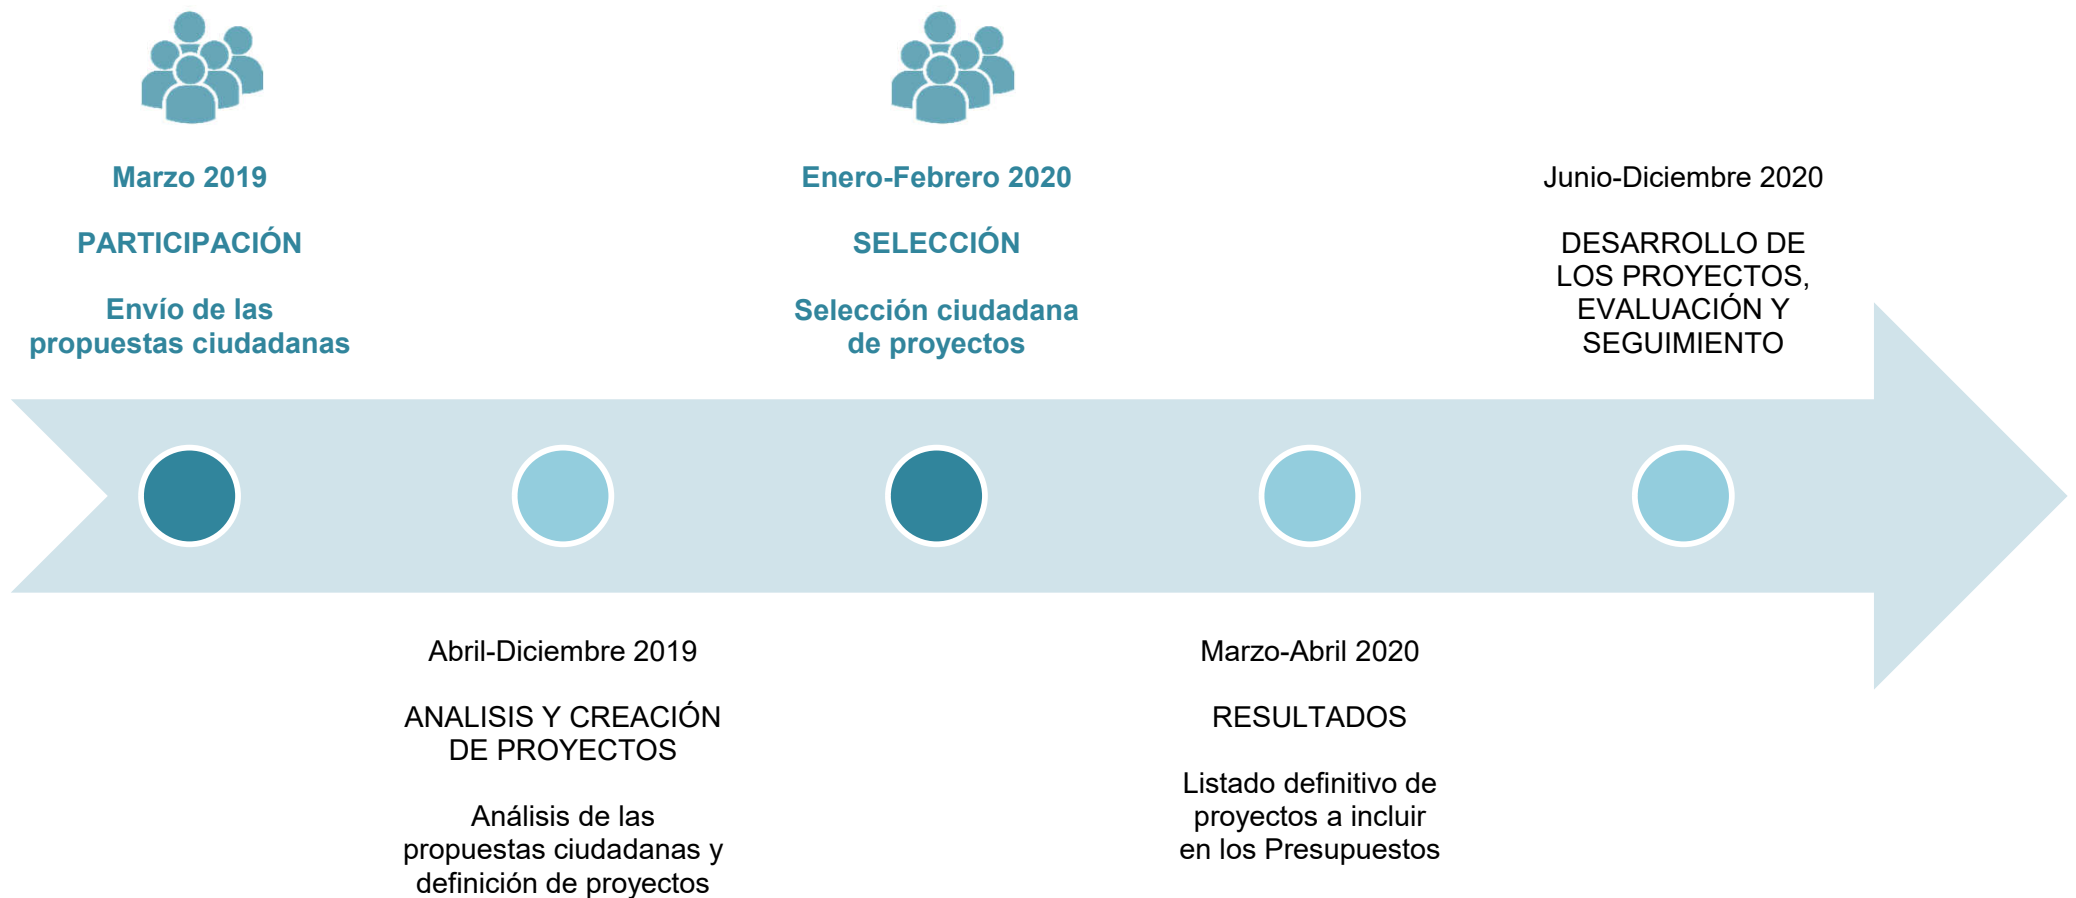 Marzo 2019
PARTICIPACIÓN
Envío de las
propuestas ciudadanas
Abril-Diciembre 2019
ANALISIS Y CREACIÓN
DE PROYECTOS
Análisis de las
propuestas ciudadanas y
definición de proyectos
Enero-Febrero 2020
SELECCIÓN
Selección ciudadana
de proyectos
Marzo-Abril 2020
RESULTADOS
Listado definitivo de
proyectos a incluir
en los Presupuestos
Junio-Diciembre 2020
DESARROLLO DE
LOS PROYECTOS,
EVALUACIÓN Y
SEGUIMIENTO